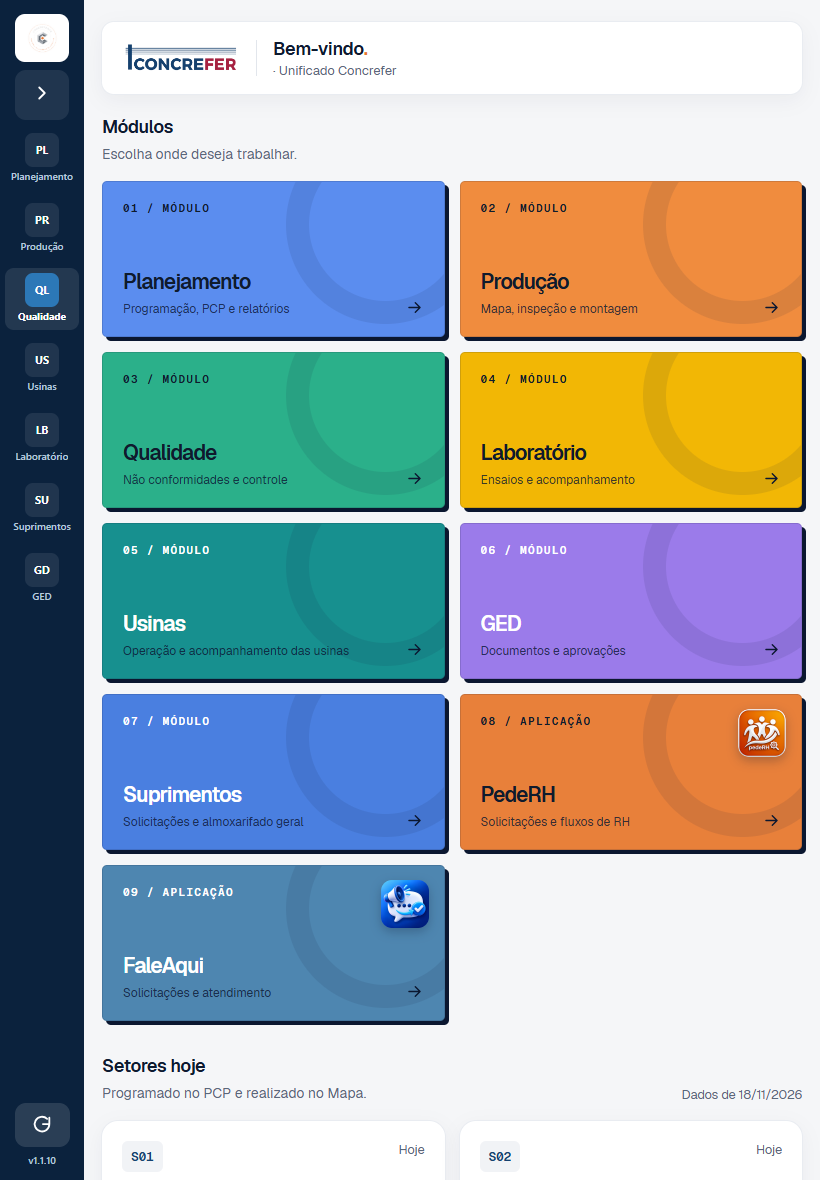 C
PL
Planejamento
PR
Produção
QL
Qualidade
US
Usinas
LB
Laboratório
SU
Suprimentos
GD
GED
v1.1.10
CONCREFER
Bem-vindo.
· Unificado Concrefer
Módulos
Escolha onde deseja trabalhar.
01 / MÓDULO
Planejamento
Programação, PCP e relatórios
02 / MÓDULO
Produção
Mapa, inspeção e montagem
03 / MÓDULO
Qualidade
Não conformidades e controle
04 / MÓDULO
Laboratório
Ensaios e acompanhamento
05 / MÓDULO
Usinas
Operação e acompanhamento das usinas
06 / MÓDULO
GED
Documentos e aprovações
07 / MÓDULO
Suprimentos
Solicitações e almoxarifado geral
08 / APLICAÇÃO
pedeRH
PedeRH
Solicitações e fluxos de RH
09 / APLICAÇÃO
FaleAqui
Solicitações e atendimento
Setores hoje
Programado no PCP e realizado no Mapa.
Dados de 18/11/2026
S01
Hoje
S02
Hoje